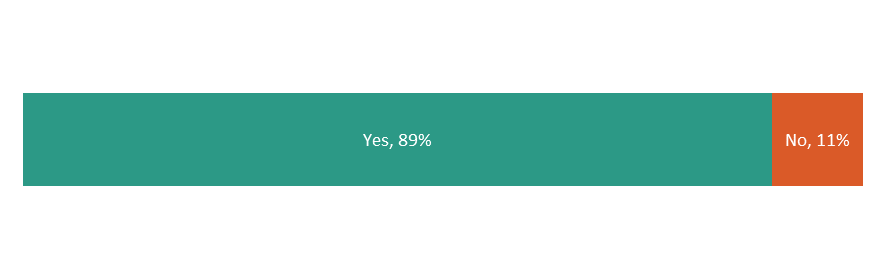 Yes, 89%
No, 11%